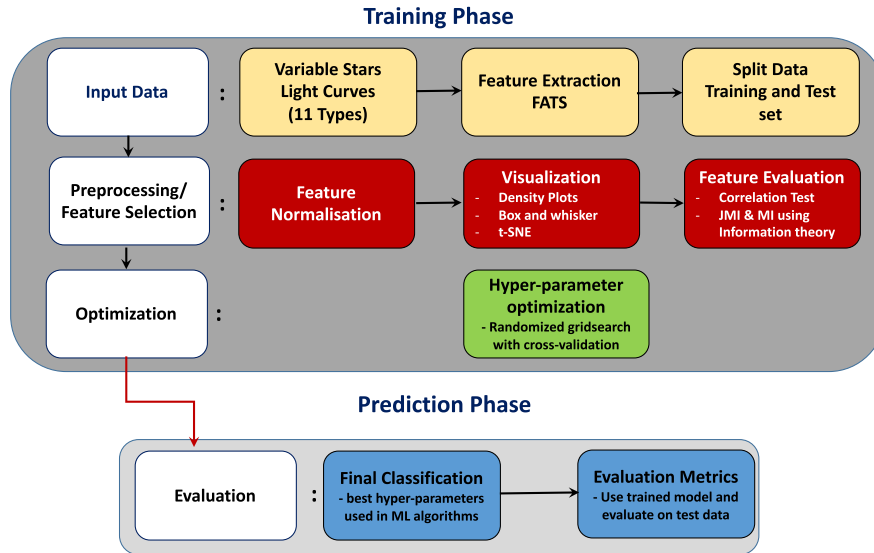 Training Phase
Input Data
:
Variable Stars
Light Curves
(11 Types)
Feature Extraction
FATS
Split Data
Training and Test
set
Preprocessing/
Feature Selection
:
Feature
Normalisation
Visualization
- Density Plots
- Box and whisker
- t-SNE
Feature Evaluation
- Correlation Test
- JMI & MI using
Information theory
Optimization
:
Hyper-parameter
optimization
- Randomized gridsearch
with cross-validation
Prediction Phase
Evaluation
:
Final Classification
- best hyper-parameters
used in ML algorithms
Evaluation Metrics
- Use trained model and
evaluate on test data